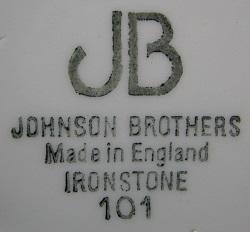 JB
JOHNSON BROTHERS
Made in England
IRONSTONE
101